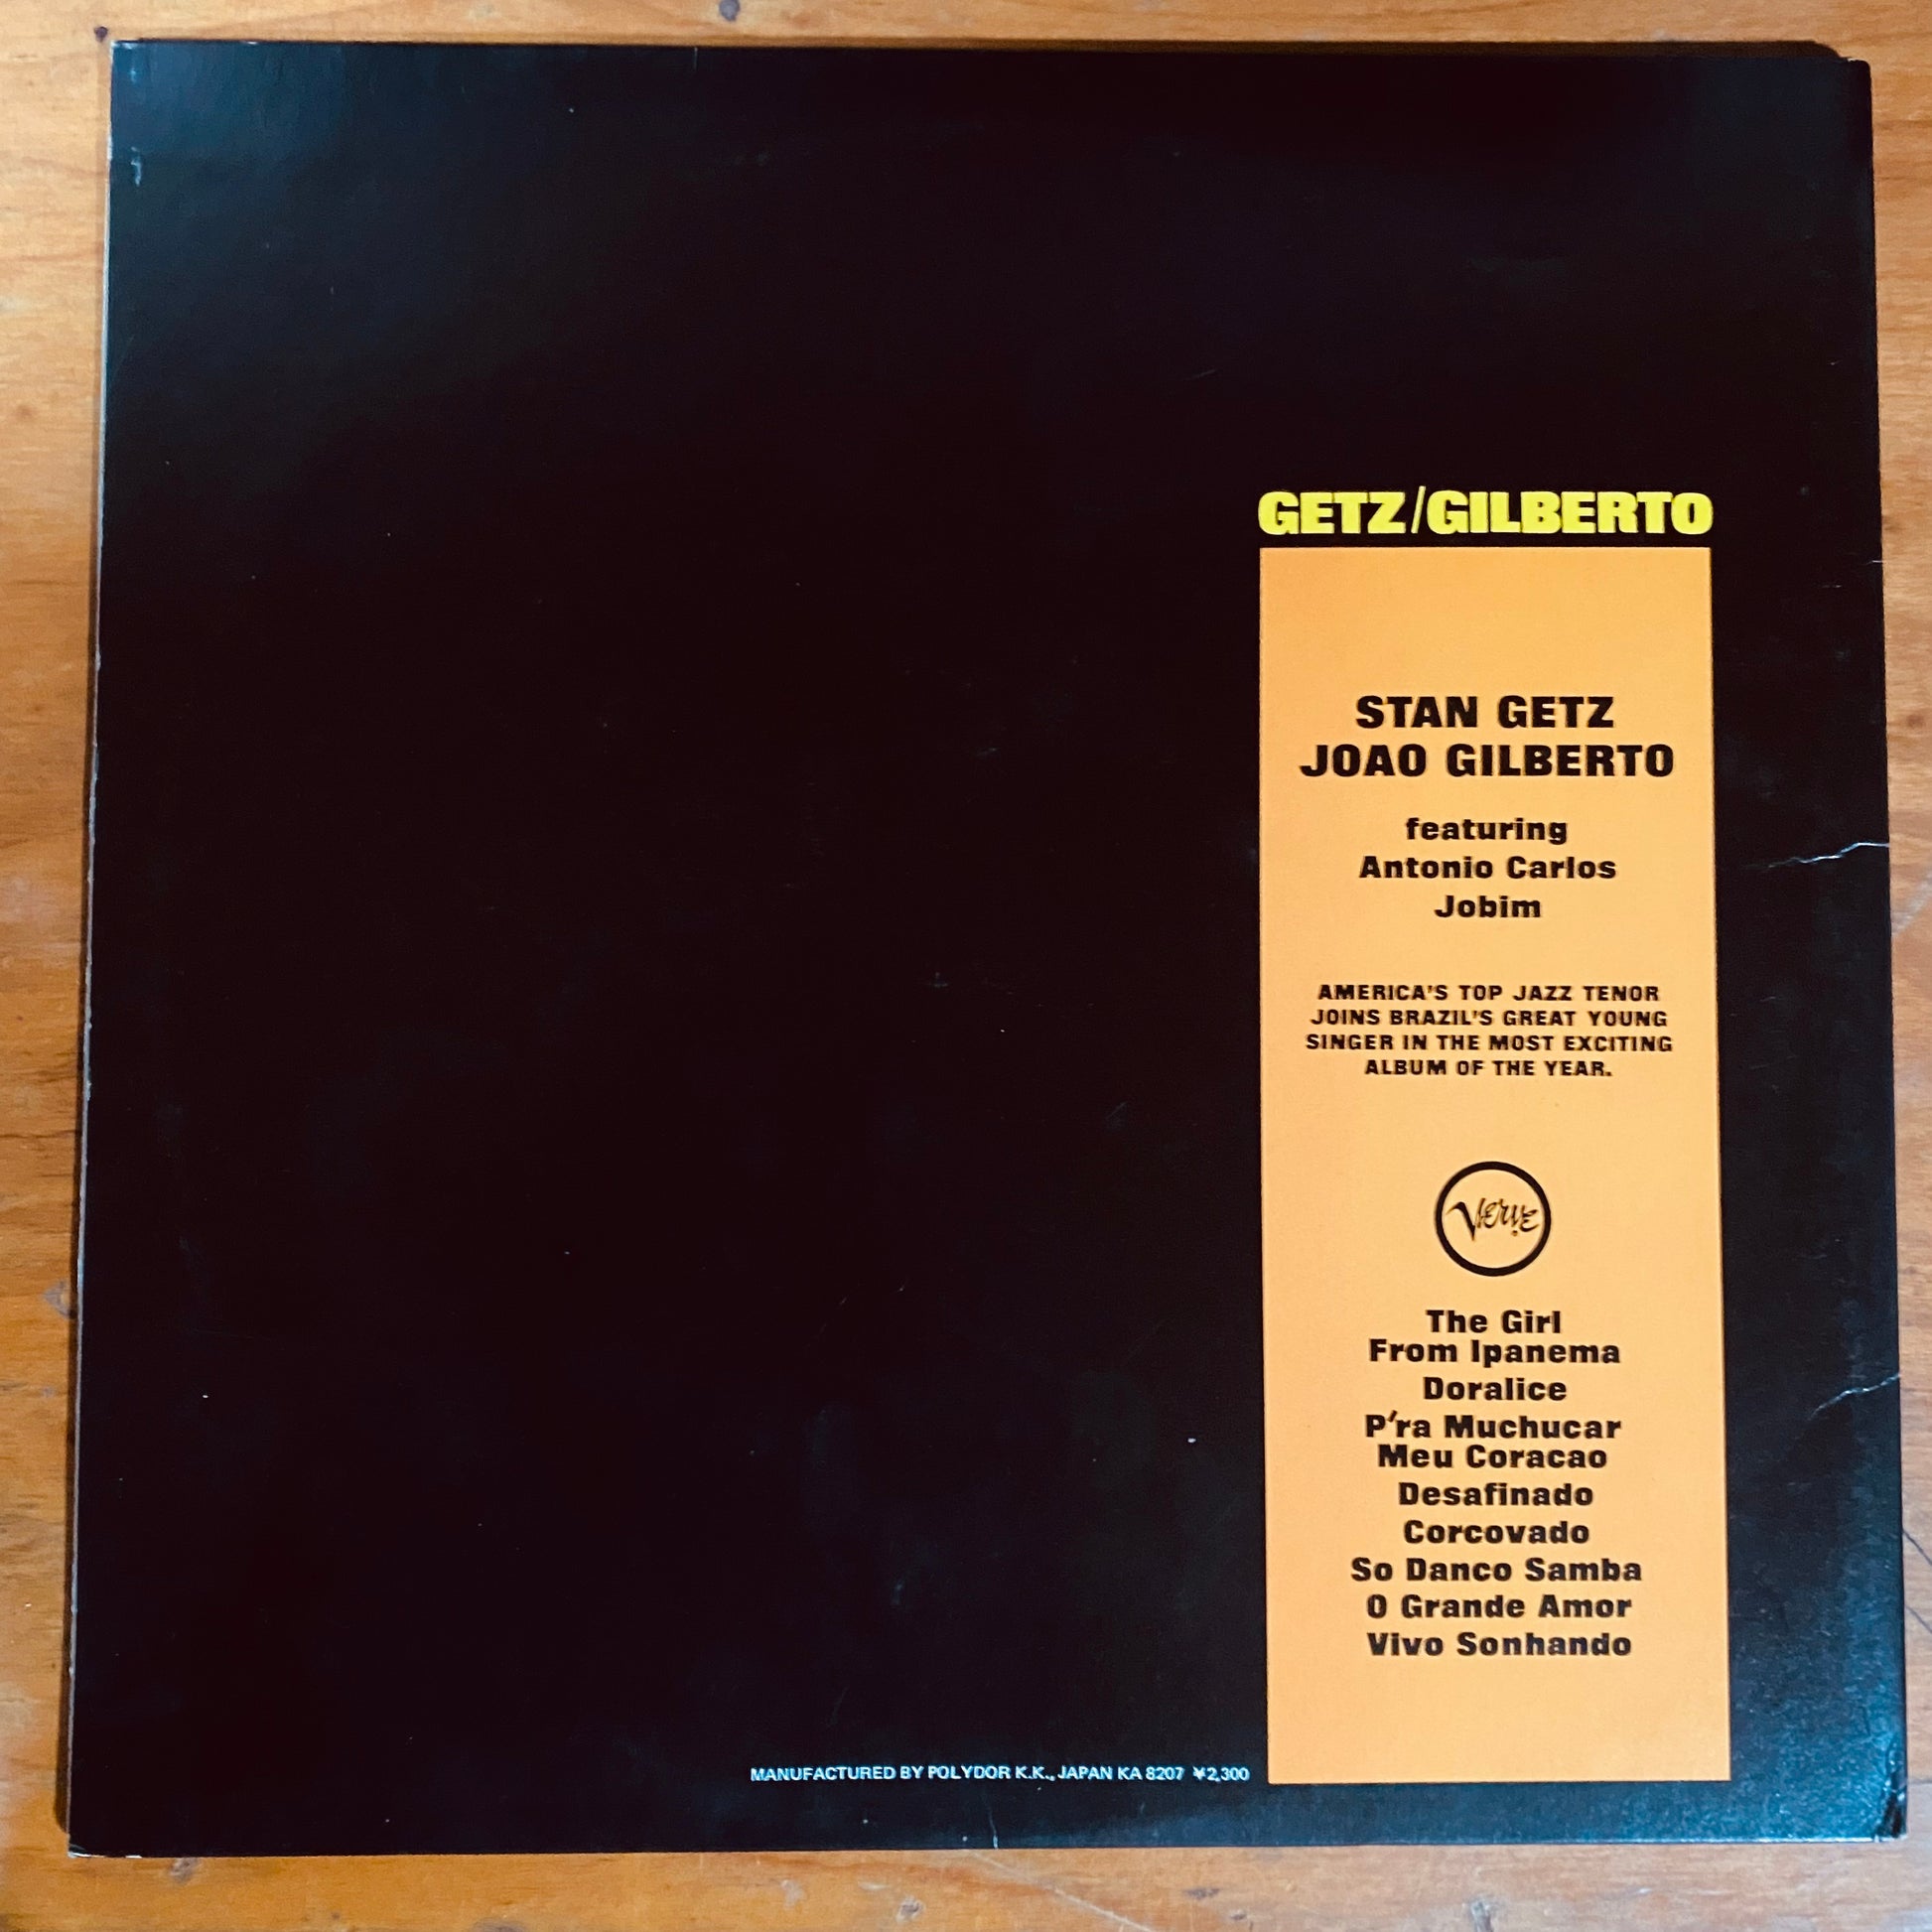 GETZ/GILBERTO
STAN GETZ
JOAO GILBERTO
featuring
Antonio Carlos
Jobim
AMERICA'S TOP JAZZ TENOR
JOINS BRAZIL'S GREAT YOUNG
SINGER IN THE MOST EXCITING
ALBUM OF THE YEAR.
Verve
The Girl
From Ipanema
Doralice
P'ra Muchucar
Meu Coracao
Desafinado
Corcovado
So Danco Samba
O Grande Amor
Vivo Sonhando
MANUFACTURED BY POLYDOR K.K., JAPAN KA 8207 ¥2,300